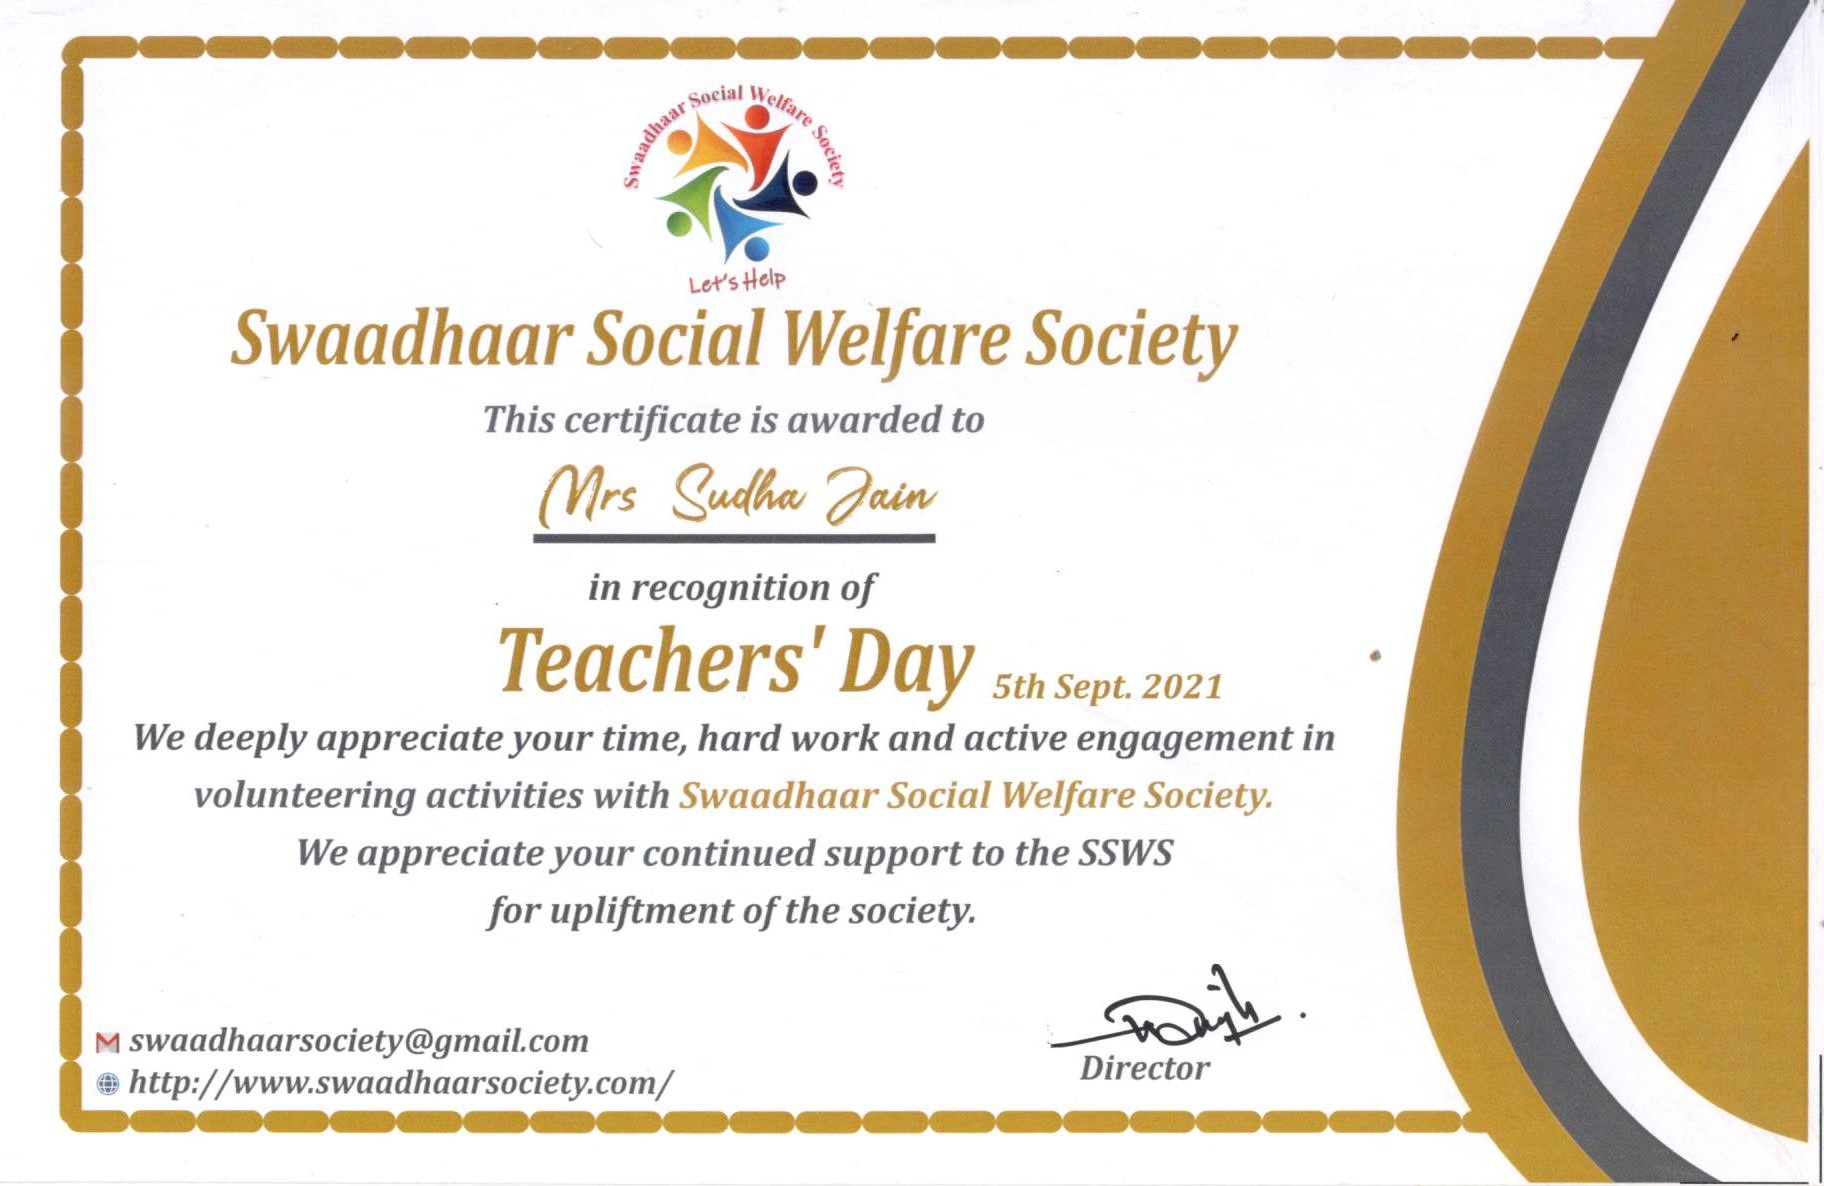 Swaadhaar Social Welfare Society
Let's Help
Swaadhaar Social Welfare Society
This certificate is awarded to
Mrs Sudha Jain
in recognition of
Teachers' Day 5th Sept. 2021
We deeply appreciate your time, hard work and active engagement in
volunteering activities with Swaadhaar Social Welfare Society.
We appreciate your continued support to the SSWS
for upliftment of the society.
swaadhaarsociety@gmail.com
http://www.swaadhaarsociety.com/
Director